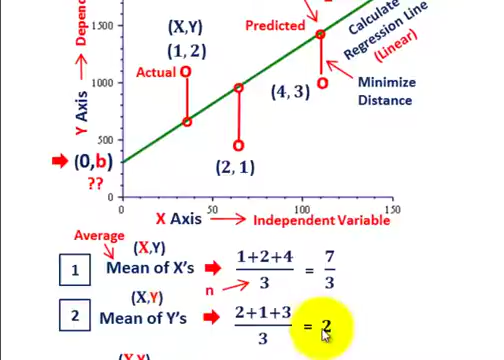 Calculate
Regression Line
(Linear)
Predicted
(X,Y)
(1, 2)
Actual
Minimize
Distance
(4, 3)
(2, 1)
Y Axis → Depend
1500
1000
500
0
(0,b)
??
0 50 100 150
X Axis → Independent Variable
Average
(X,Y)
1 Mean of X's → 1+2+4 / 3 = 7 / 3
n
(X,Y)
2 Mean of Y's → 2+1+3 / 3 = 2
(X,Y)